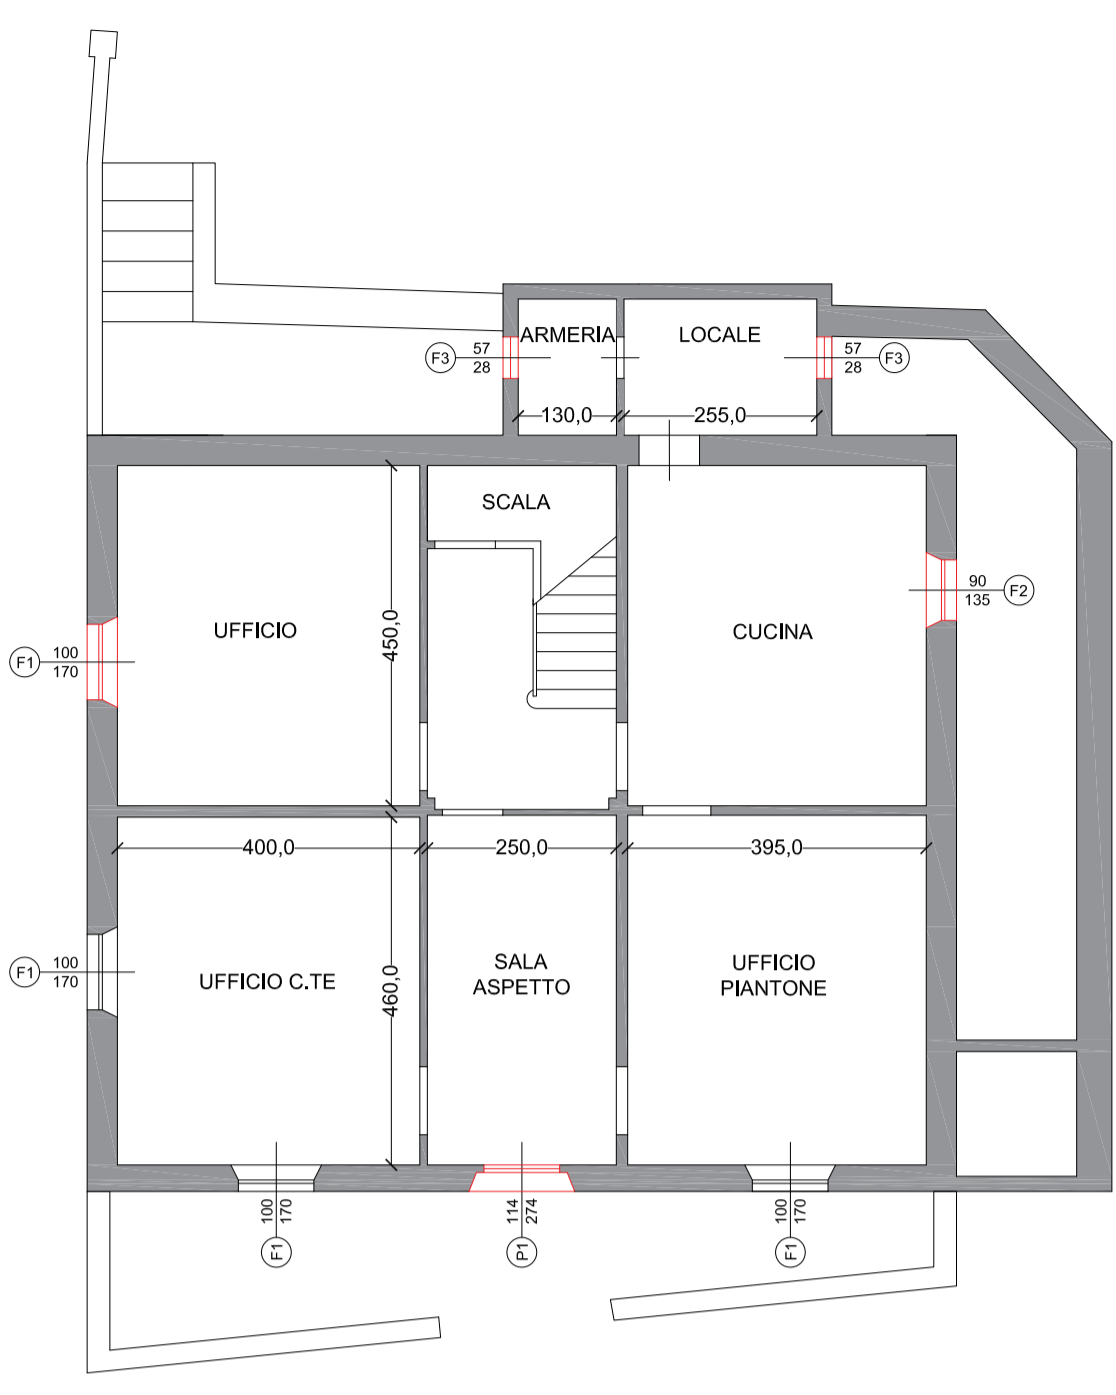 ARMERIA
LOCALE
F3
57
28
57
28
F3
130,0
255,0
SCALA
90
135
F2
UFFICIO
450,0
CUCINA
F1
100
170
400,0
250,0
395,0
F1
100
170
UFFICIO C.TE
460,0
SALA
ASPETTO
UFFICIO
PIANTONE
100
170
F1
114
274
P1
100
170
F1